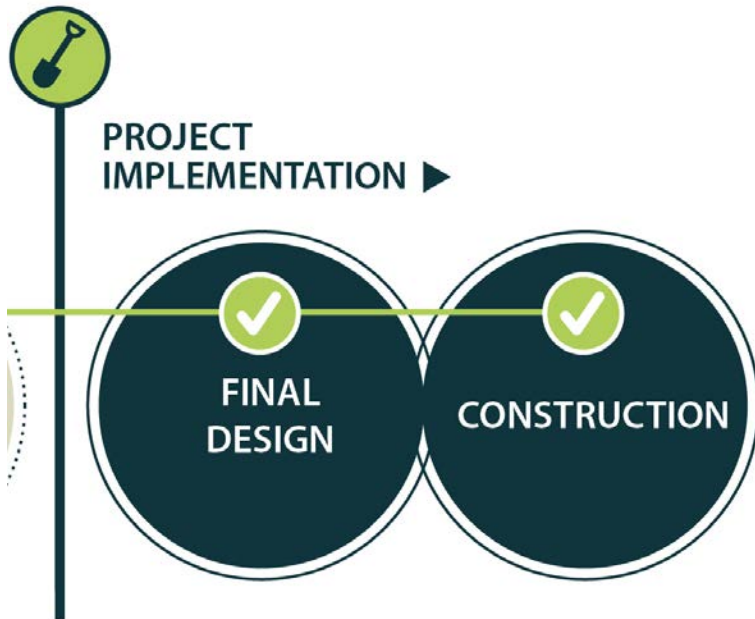 PROJECT
IMPLEMENTATION
FINAL
DESIGN
CONSTRUCTION